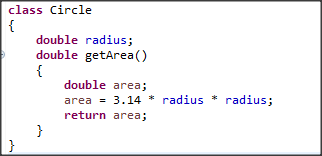 class Circle
{
    double radius;
    double getArea()
    {
        double area;
        area = 3.14 * radius * radius;
        return area;
    }
}